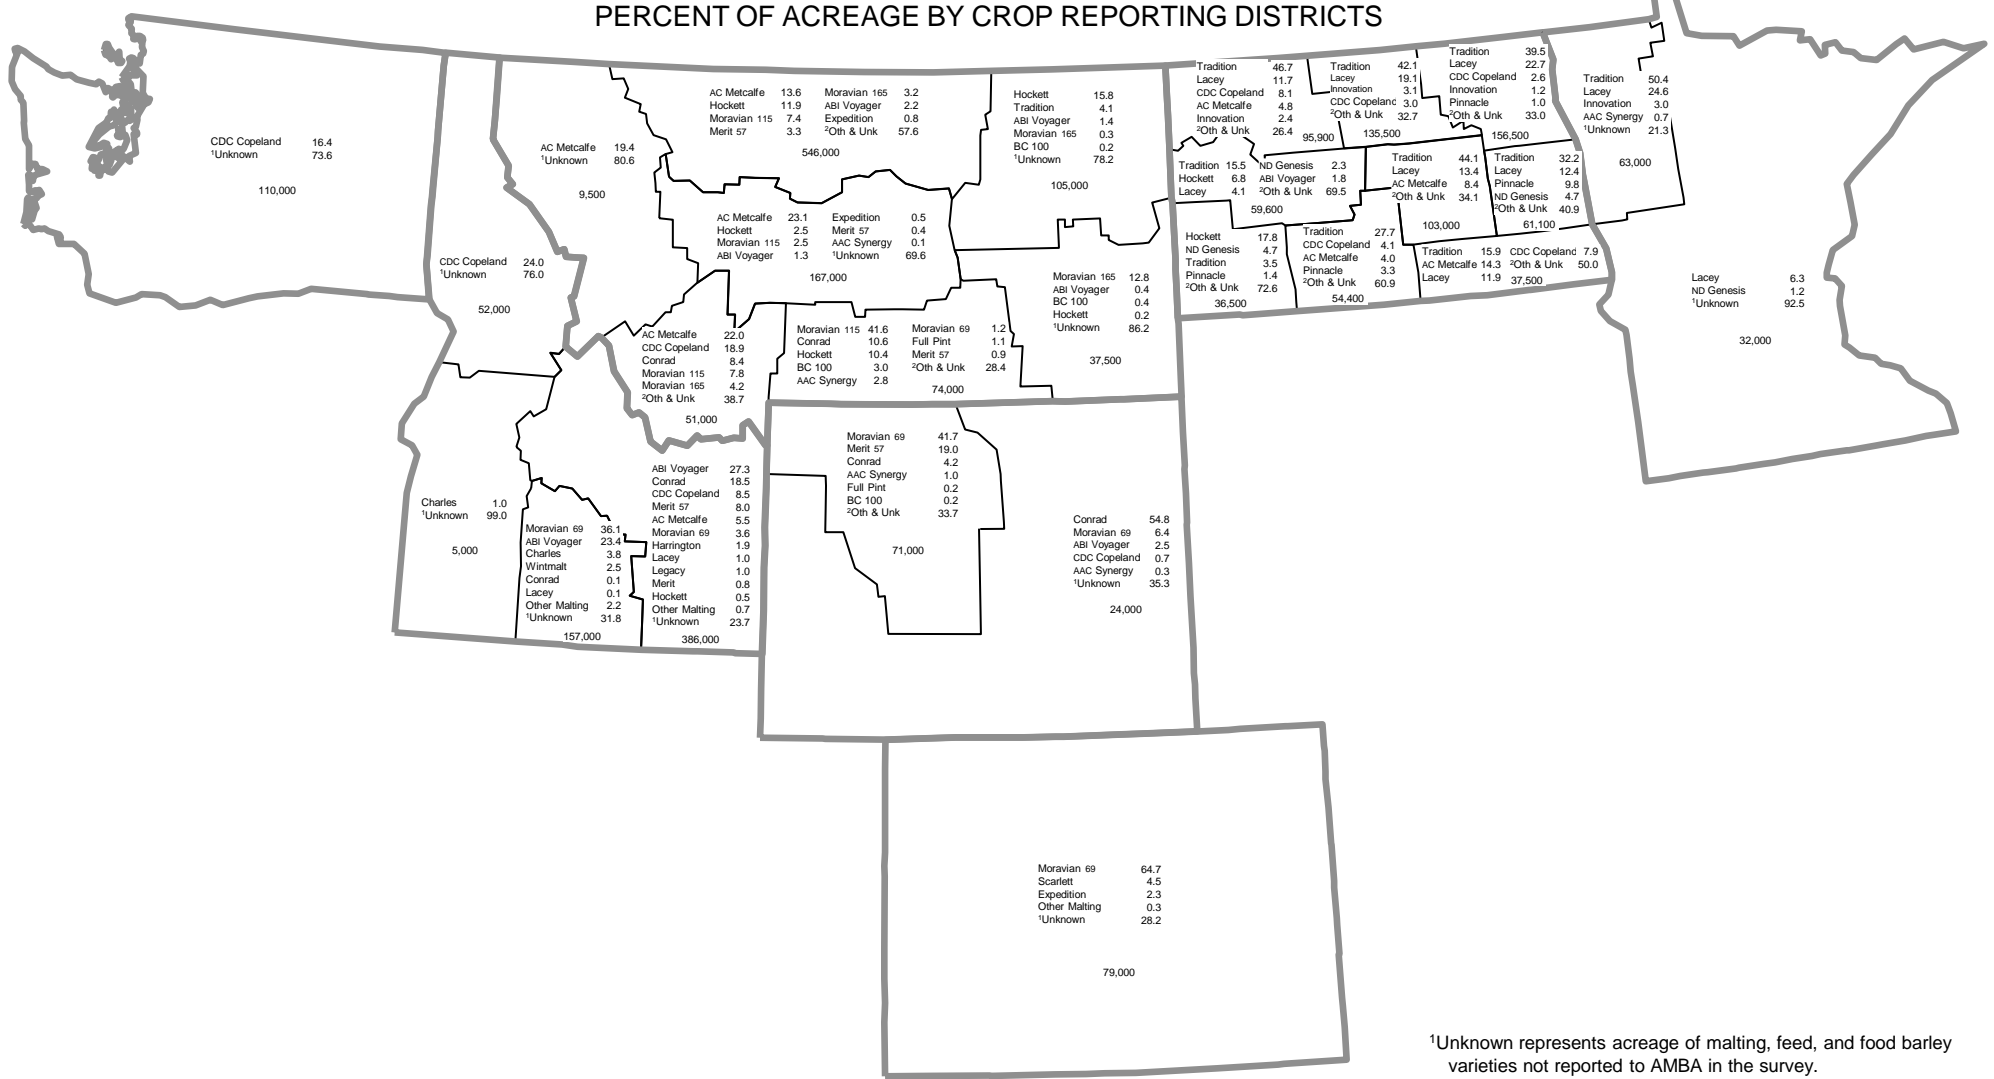 PERCENT OF ACREAGE BY CROP REPORTING DISTRICTS
CDC Copeland 16.4
¹Unknown 73.6
110,000
CDC Copeland 24.0
¹Unknown 76.0
52,000
AC Metcalfe 19.4
¹Unknown 80.6
9,500
AC Metcalfe 13.6 Moravian 165 3.2
Hockett 11.9 ABI Voyager 2.2
Moravian 115 7.4 Expedition 0.8
Merit 57 3.3 ²Oth & Unk 57.6
546,000
Hockett 15.8
Tradition 4.1
ABI Voyager 1.4
Moravian 165 0.3
BC 100 0.2
¹Unknown 78.2
105,000
AC Metcalfe 23.1 Expedition 0.5
Hockett 2.5 Merit 57 0.4
Moravian 115 2.5 AAC Synergy 0.1
ABI Voyager 1.3 ¹Unknown 69.6
167,000
AC Metcalfe 22.0
CDC Copeland 18.9
Conrad 8.4
Moravian 115 7.8
Moravian 165 4.2
²Oth & Unk 38.7
51,000
Moravian 115 41.6 Moravian 69 1.2
Conrad 10.6 Full Pint 1.1
Hockett 10.4 Merit 57 0.9
BC 100 3.0 ²Oth & Unk 28.4
AAC Synergy 2.8
74,000
Moravian 165 12.8
ABI Voyager 0.4
BC 100 0.4
Hockett 0.2
¹Unknown 86.2
37,500
Tradition 46.7
Lacey 11.7
CDC Copeland 8.1
AC Metcalfe 4.8
Innovation 2.4
²Oth & Unk 26.4
95,900
Tradition 42.1
Lacey 19.1
Innovation 3.1
CDC Copeland 3.0
²Oth & Unk 32.7
135,500
Tradition 39.5
Lacey 22.7
CDC Copeland 2.6
Innovation 1.2
Pinnacle 1.0
²Oth & Unk 33.0
156,500
Tradition 50.4
Lacey 24.6
Innovation 3.0
AAC Synergy 0.7
¹Unknown 21.3
63,000
Tradition 15.5 ND Genesis 2.3
Hockett 6.8 ABI Voyager 1.8
Lacey 4.1 ²Oth & Unk 69.5
59,600
Tradition 44.1
Lacey 13.4
AC Metcalfe 8.4
²Oth & Unk 34.1
103,000
Tradition 32.2
Lacey 12.4
Pinnacle 9.8
ND Genesis 4.7
²Oth & Unk 40.9
61,100
Hockett 17.8
ND Genesis 4.7
Tradition 3.5
Pinnacle 1.4
²Oth & Unk 72.6
36,500
Tradition 27.7
CDC Copeland 4.1
AC Metcalfe 4.0
Pinnacle 3.3
²Oth & Unk 60.9
54,400
Tradition 15.9 CDC Copeland 7.9
AC Metcalfe 14.3 ²Oth & Unk 50.0
Lacey 11.9 37,500
Lacey 6.3
ND Genesis 1.2
¹Unknown 92.5
32,000
Charles 1.0
¹Unknown 99.0
5,000
Moravian 69 36.1
ABI Voyager 23.4
Charles 3.8
Wintmalt 2.5
Conrad 0.1
Lacey 0.1
Other Malting 2.2
¹Unknown 31.8
157,000
ABI Voyager 27.3
Conrad 18.5
CDC Copeland 8.5
Merit 57 8.0
AC Metcalfe 5.5
Moravian 69 3.6
Harrington 1.9
Lacey 1.0
Legacy 1.0
Merit 0.8
Hockett 0.5
Other Malting 0.7
¹Unknown 23.7
386,000
Moravian 69 41.7
Merit 57 19.0
Conrad 4.2
AAC Synergy 1.0
Full Pint 0.2
BC 100 0.2
²Oth & Unk 33.7
71,000
Conrad 54.8
Moravian 69 6.4
ABI Voyager 2.5
CDC Copeland 0.7
AAC Synergy 0.3
¹Unknown 35.3
24,000
Moravian 69 64.7
Scarlett 4.5
Expedition 2.3
Other Malting 0.3
¹Unknown 28.2
79,000
¹Unknown represents acreage of malting, feed, and food barley
varieties not reported to AMBA in the survey.